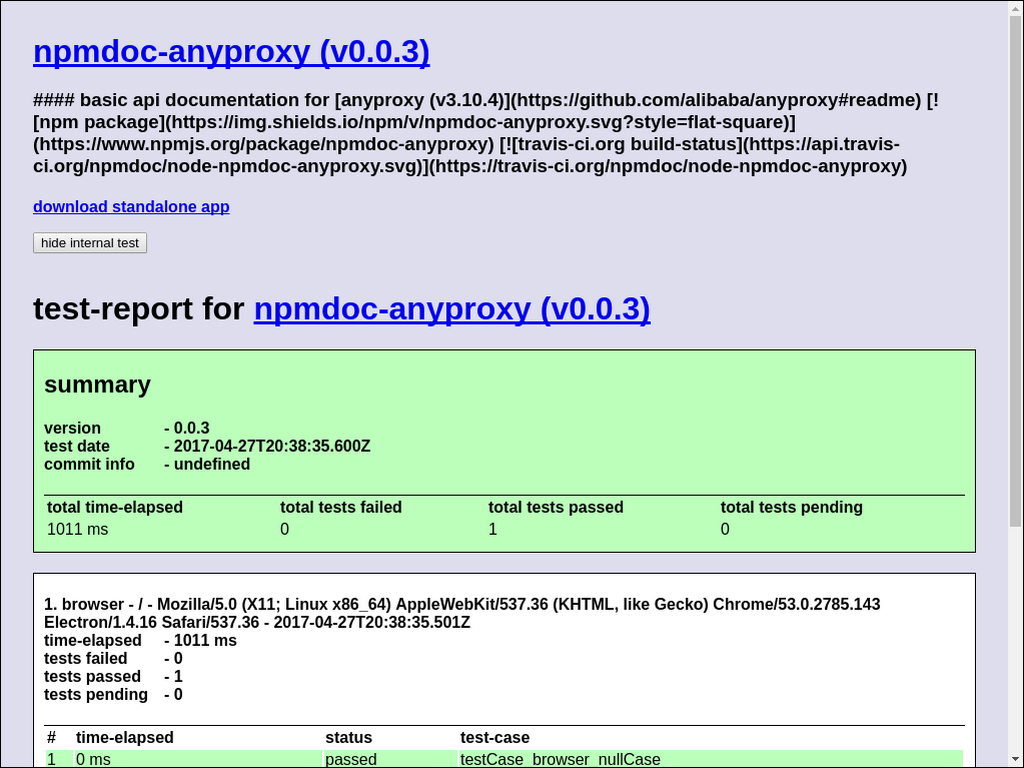 npmdoc-anyproxy (v0.0.3)
#### basic api documentation for [anyproxy (v3.10.4)](https://github.com/alibaba/anyproxy#readme) [!
[npm package](https://img.shields.io/npm/v/npmdoc-anyproxy.svg?style=flat-square)]
(https://www.npmjs.org/package/npmdoc-anyproxy) [![travis-ci.org build-status](https://api.travis-
ci.org/npmdoc/node-npmdoc-anyproxy.svg)](https://travis-ci.org/npmdoc/node-npmdoc-anyproxy)
download standalone app
hide internal test
test-report for npmdoc-anyproxy (v0.0.3)
summary
version - 0.0.3
test date - 2017-04-27T20:38:35.600Z
commit info - undefined
total time-elapsed total tests failed total tests passed total tests pending
1011 ms 0 1 0
1. browser - / - Mozilla/5.0 (X11; Linux x86_64) AppleWebKit/537.36 (KHTML, like Gecko) Chrome/53.0.2785.143
Electron/1.4.16 Safari/537.36 - 2017-04-27T20:38:35.501Z
time-elapsed - 1011 ms
tests failed - 0
tests passed - 1
tests pending - 0
# time-elapsed status test-case
1 0 ms passed testCase_browser_nullCase